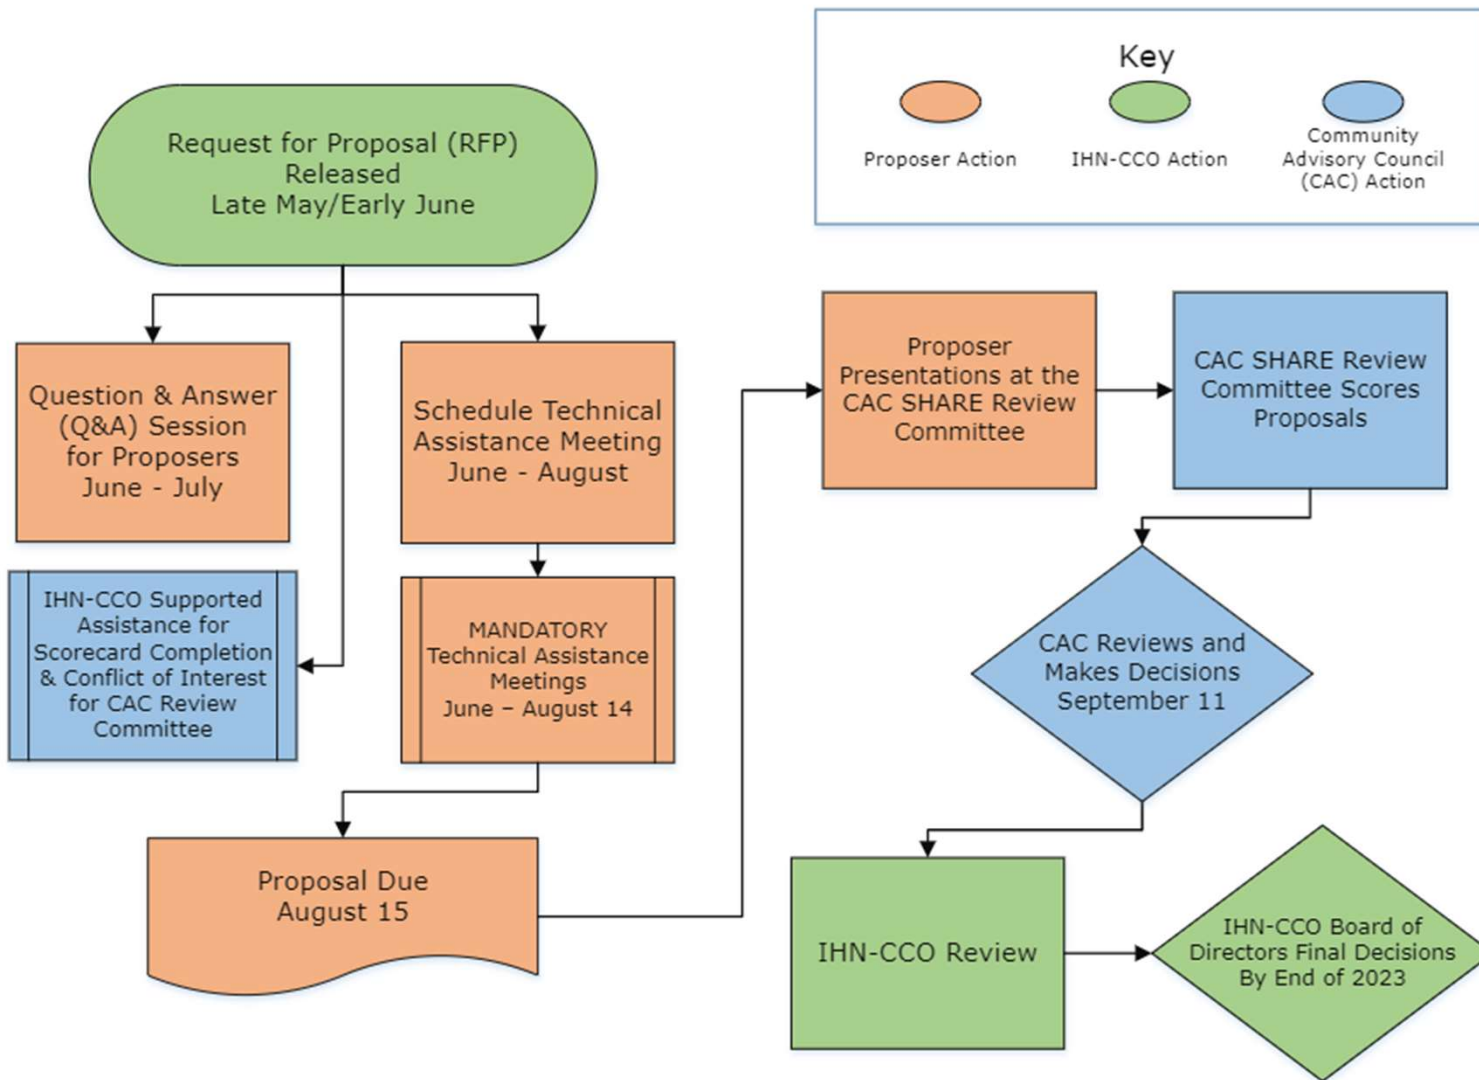 Request for Proposal (RFP)
Released
Late May/Early June
Question & Answer
(Q&A) Session
for Proposers
June - July
Schedule Technical
Assistance Meeting
June - August
IHN-CCO Supported
Assistance for
Scorecard Completion
& Conflict of Interest
for CAC Review
Committee
MANDATORY
Technical Assistance
Meetings
June – August 14
Proposal Due
August 15
Key
Proposer Action
IHN-CCO Action
Community
Advisory Council
(CAC) Action
Proposer
Presentations at the
CAC SHARE Review
Committee
CAC SHARE Review
Committee Scores
Proposals
CAC Reviews and
Makes Decisions
September 11
IHN-CCO Review
IHN-CCO Board of
Directors Final Decisions
By End of 2023